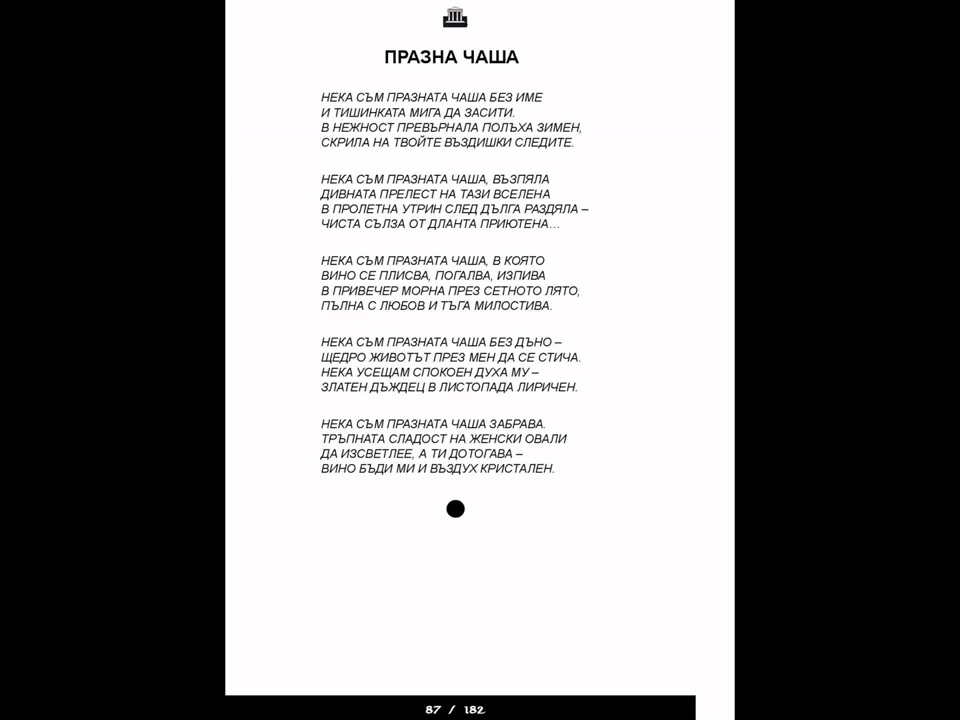 ПРАЗНА ЧАША
НЕКА СЪМ ПРАЗНАТА ЧАША БЕЗ ИМЕ
И ТИШИНКАТА МИГА ДА ЗАСИТИ.
В НЕЖНОСТ ПРЕВЪРНАЛА ПОЛЪХА ЗИМЕН,
СКРИЛА НА ТВОЙТЕ ВЪЗДИШКИ СЛЕДИТЕ.
НЕКА СЪМ ПРАЗНАТА ЧАША, ВЪЗПЯЛА
ДИВНАТА ПРЕЛЕСТ НА ТАЗИ ВСЕЛЕНА
В ПРОЛЕТНА УТРИН СЛЕД ДЪЛГА РАЗДЯЛА –
ЧИСТА СЪЛЗА ОТ ДЛАНТА ПРИЮТЕНА…
НЕКА СЪМ ПРАЗНАТА ЧАША, В КОЯТО
ВИНО СЕ ПЛИСВА, ПОГАЛВА, ИЗПИВА
В ПРИВЕЧЕР МОРНА ПРЕЗ СЕТНОТО ЛЯТО,
ПЪЛНА С ЛЮБОВ И ТЪГА МИЛОСТИВА.
НЕКА СЪМ ПРАЗНАТА ЧАША БЕЗ ДЪНО –
ЩЕДРО ЖИВОТЪТ ПРЕЗ МЕН ДА СЕ СТИЧА.
НЕКА УСЕЩАМ СПОКОЕН ДУХА МУ –
ЗЛАТЕН ДЪЖДЕЦ В ЛИСТОПАДА ЛИРИЧЕН.
НЕКА СЪМ ПРАЗНАТА ЧАША ЗАБРАВА.
ТРЪПНАТА СЛАДОСТ НА ЖЕНСКИ ОВАЛИ
ДА ИЗСВЕТЛЕЕ, А ТИ ДОТОГАВА –
ВИНО БЪДИ МИ И ВЪЗДУХ КРИСТАЛЕН.
87 / 182